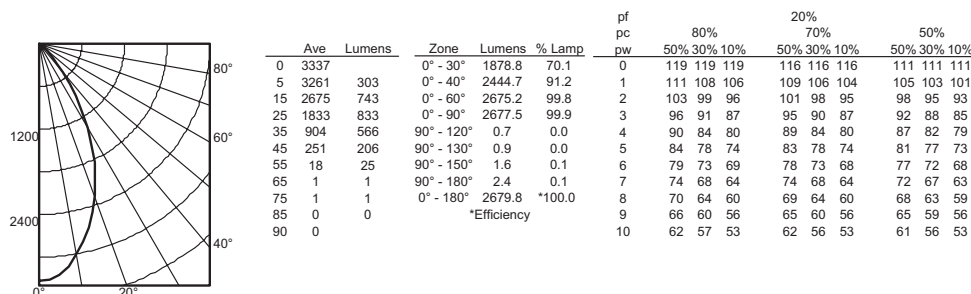 80°
60°
40°
20°
0°
1200
2400
Ave Lumens
0 3337
5 3261 303
15 2675 743
25 1833 833
35 904 566
45 251 206
55 18 25
65 1 1
75 1 1
85 0 0
90 0
Zone Lumens % Lamp
0° - 30° 1878.8 70.1
0° - 40° 2444.7 91.2
0° - 60° 2675.2 99.8
0° - 90° 2677.5 99.9
90° - 120° 0.7 0.0
90° - 130° 0.9 0.0
90° - 150° 1.6 0.1
90° - 180° 2.4 0.1
0° - 180° 2679.8 *100.0
*Efficiency
pf 20%
pc 80% 70% 50%
pw 50% 30% 10% 50% 30% 10% 50% 30% 10%
0 119 119 119 116 116 116 111 111 111
1 111 108 106 109 106 104 105 103 101
2 103 99 96 101 98 95 98 95 93
3 96 91 87 95 90 87 92 88 85
4 90 84 80 89 84 80 87 82 79
5 84 78 74 83 78 74 81 77 73
6 79 73 69 78 73 68 77 72 68
7 74 68 64 74 68 64 72 67 63
8 70 64 60 69 64 60 68 63 59
9 66 60 56 65 60 56 65 59 56
10 62 57 53 62 56 53 61 56 53